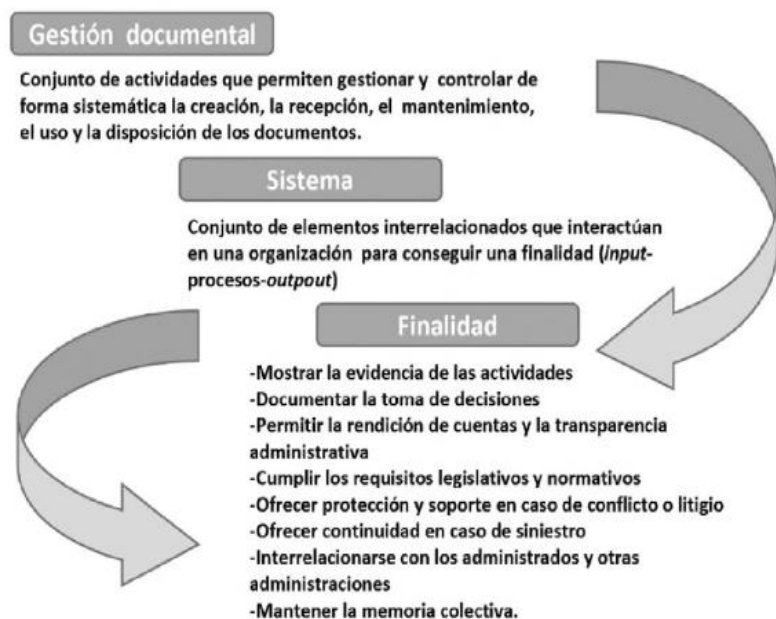 Gestión documental
Conjunto de actividades que permiten gestionar y controlar de
forma sistemática la creación, la recepción, el mantenimiento,
el uso y la disposición de los documentos.
Sistema
Conjunto de elementos interrelacionados que interactúan
en una organización para conseguir una finalidad (input-
procesos-outpout)
Finalidad
-Mostrar la evidencia de las actividades
-Documentar la toma de decisiones
-Permitir la rendición de cuentas y la transparencia
administrativa
-Cumplir los requisitos legislativos y normativos
-Ofrecer protección y soporte en caso de conflicto o litigio
-Ofrecer continuidad en caso de siniestro
-Interrelacionarse con los administrados y otras
administraciones
-Mantener la memoria colectiva.